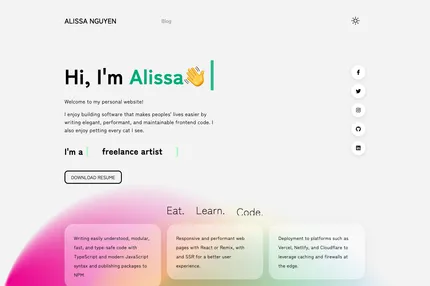 ALISSA NGUYEN
Blog
Hi, I'm Alissa👋
Welcome to my personal website!
I enjoy building software that makes peoples' lives easier by
writing elegant, performant, and maintainable frontend code. I
also enjoy petting every cat I see.
I'm a freelance artist
DOWNLOAD RESUME
Eat. Learn. Code.
Writing easily understood, modular,
fast, and type-safe code with
TypeScript and modern JavaScript
syntax and publishing packages to
NPM
Responsive and performant web
pages with React or Remix, with
and SSR for a better user
experience.
Deployment to platforms such as
Vercel, Netlify, and Cloudflare to
leverage caching and firewalls at
the edge.